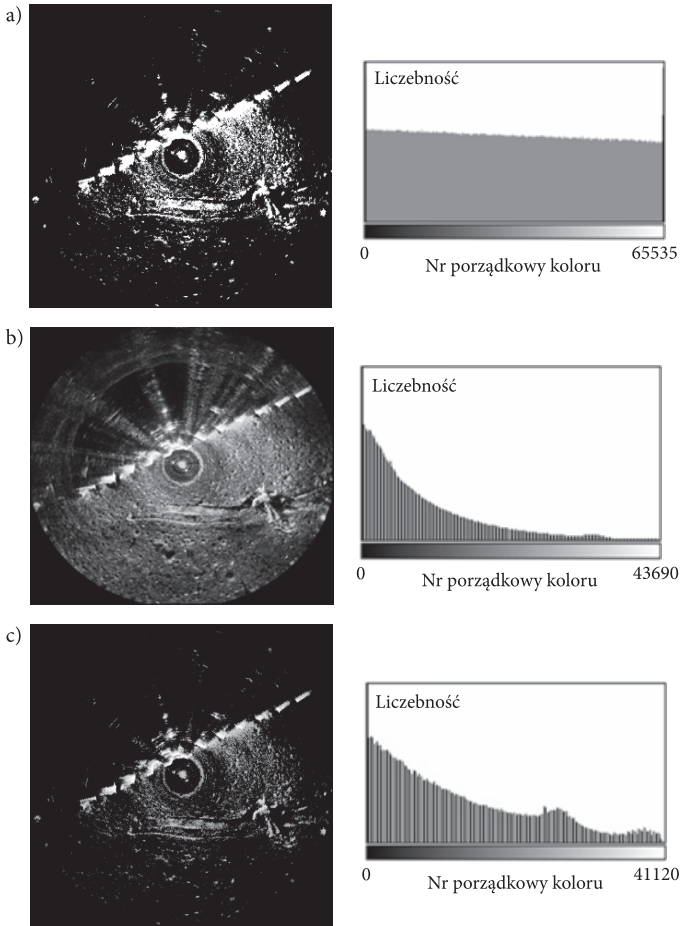 a)
Liczebność
0
65535
Nr porządkowy koloru
b)
Liczebność
0
43690
Nr porządkowy koloru
c)
Liczebność
0
41120
Nr porządkowy koloru